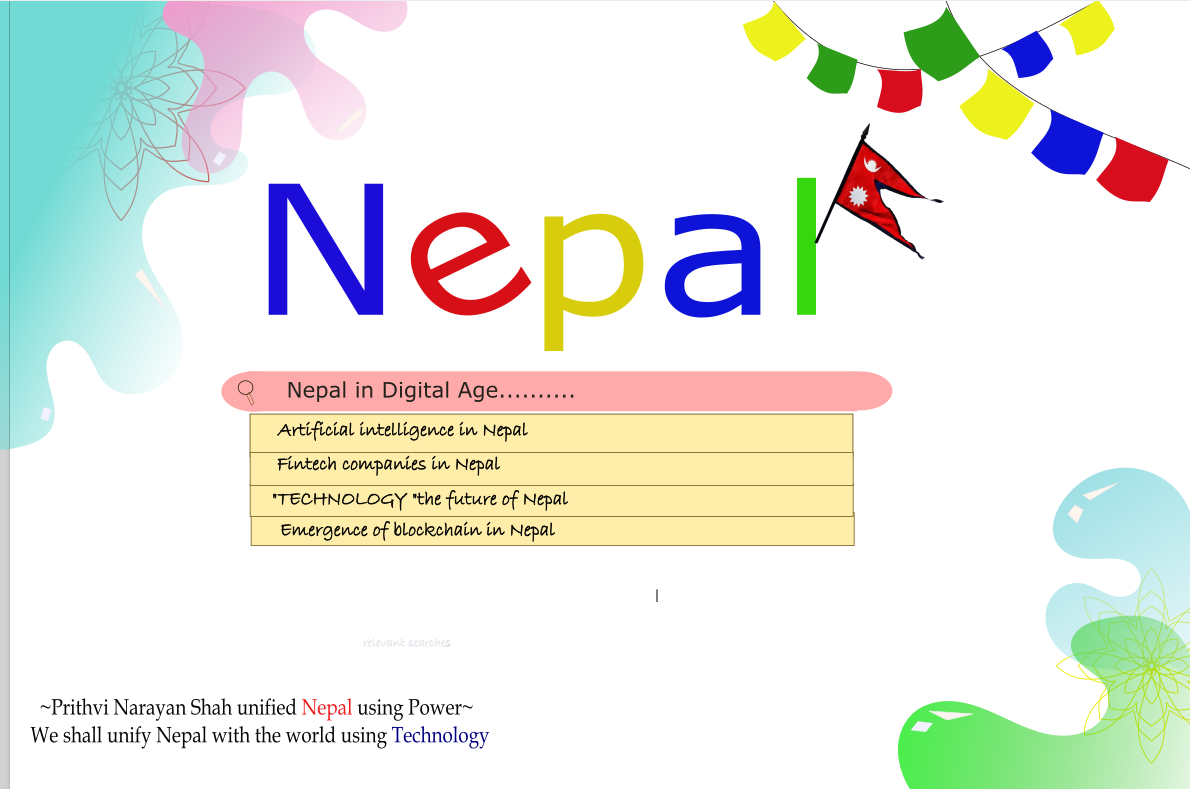 Nepal
Nepal in Digital Age..........
Artificial intelligence in Nepal
Fintech companies in Nepal
"TECHNOLOGY "the future of Nepal
Emergence of blockchain in Nepal
relevant searches
~Prithvi Narayan Shah unified Nepal using Power~
We shall unify Nepal with the world using Technology